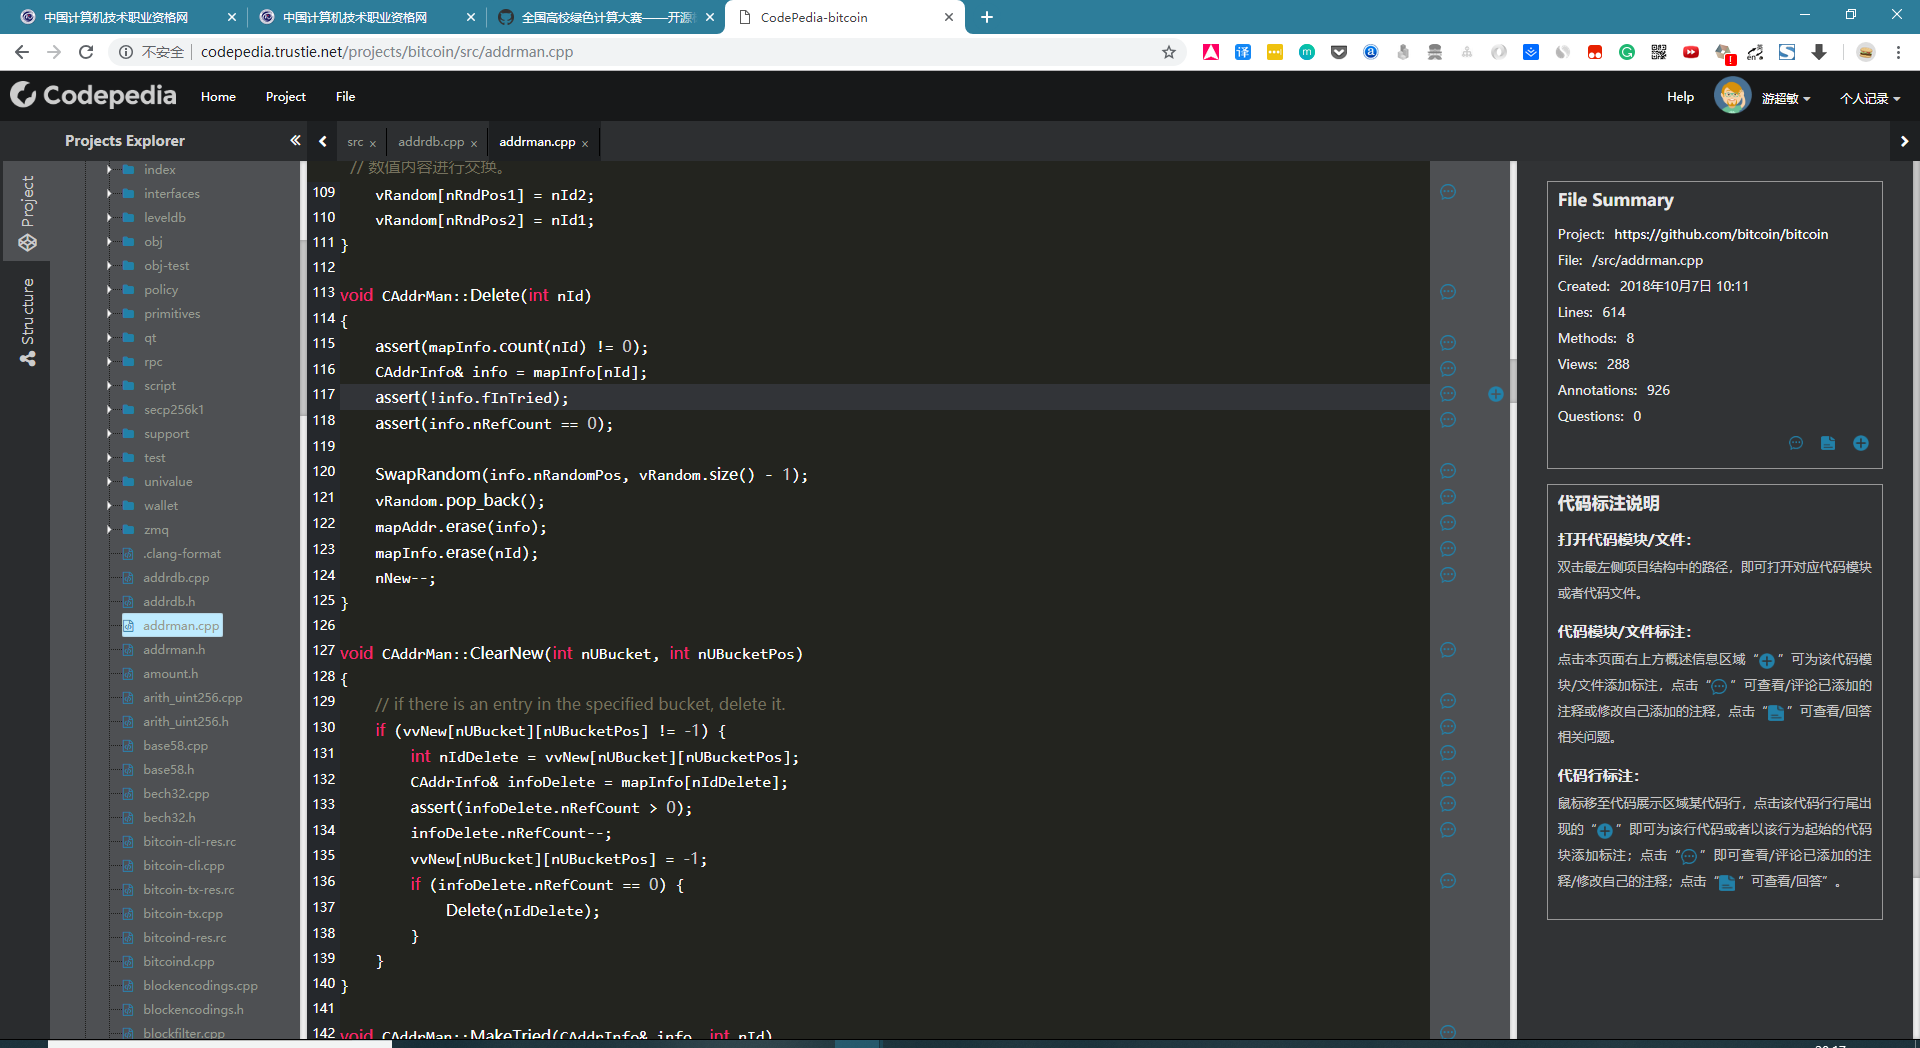 中国计算机技术职业资格网
中国计算机技术职业资格网
全国高校绿色计算大赛——开源
CodePedia-bitcoin
不安全 codepedia.trustie.net/projects/bitcoin/src/addrman.cpp
Codepedia Home Project File Help 游超敏 个人记录
Projects Explorer
src addrdb.cpp addrman.cpp
Project
Structure
index
interfaces
leveldb
obj
obj-test
policy
primitives
qt
rpc
script
secp256k1
support
test
univalue
wallet
zmq
.clang-format
addrdb.cpp
addrdb.h
addrman.cpp
addrman.h
amount.h
arith_uint256.cpp
arith_uint256.h
base58.cpp
base58.h
bech32.cpp
bech32.h
bitcoin-cli-res.rc
bitcoin-cli.cpp
bitcoin-tx-res.rc
bitcoin-tx.cpp
bitcoind-res.rc
bitcoind.cpp
blockencodings.cpp
blockencodings.h
blockfilter.cpp
// 数值内容进行交换。
109 vRandom[nRndPos1] = nId2;
110 vRandom[nRndPos2] = nId1;
111 }
112
113 void CAddrMan::Delete(int nId)
114 {
115 assert(mapInfo.count(nId) != 0);
116 CAddrInfo& info = mapInfo[nId];
117 assert(!info.fInTried);
118 assert(info.nRefCount == 0);
119
120 SwapRandom(info.nRandomPos, vRandom.size() - 1);
121 vRandom.pop_back();
122 mapAddr.erase(info);
123 mapInfo.erase(nId);
124 nNew--;
125 }
126
127 void CAddrMan::ClearNew(int nUBucket, int nUBucketPos)
128 {
129 // if there is an entry in the specified bucket, delete it.
130 if (vvNew[nUBucket][nUBucketPos] != -1) {
131 int nIdDelete = vvNew[nUBucket][nUBucketPos];
132 CAddrInfo& infoDelete = mapInfo[nIdDelete];
133 assert(infoDelete.nRefCount > 0);
134 infoDelete.nRefCount--;
135 vvNew[nUBucket][nUBucketPos] = -1;
136 if (infoDelete.nRefCount == 0) {
137 Delete(nIdDelete);
138 }
139 }
140 }
141
142 void CAddrMan::MakeTried(CAddrInfo& info, int nId)
File Summary
Project: https://github.com/bitcoin/bitcoin
File: /src/addrman.cpp
Created: 2018年10月7日 10:11
Lines: 614
Methods: 8
Views: 288
Annotations: 926
Questions: 0
代码标注说明
打开代码模块/文件：
双击最左侧项目结构中的路径，即可打开对应代码模块
或者代码文件。
代码模块/文件标注：
点击本页面右上方概述信息区域“ ”可为该代码模
块/文件添加标注，点击“ ”可查看/评论已添加的
注释或修改自己添加的注释，点击“ ”可查看/回答
相关问题。
代码行标注：
鼠标移至代码展示区域某代码行，点击该代码行行尾出
现的“ ”即可为该行代码或者以该行为起始的代码
块添加标注；点击“ ”即可查看/评论已添加的注
释/修改自己的注释；点击“ ”可查看/回答”。